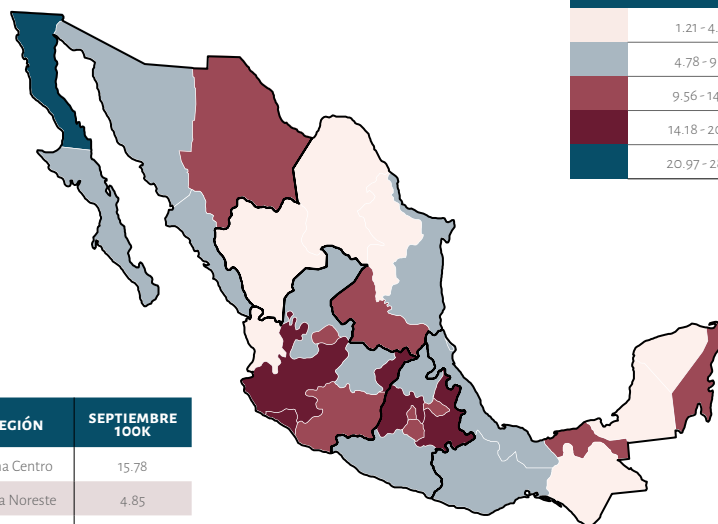 1.21 - 4.
4.78 - 9
9.56 - 14
14.18 - 20
20.97 - 2
EGIÓN
SEPTIEMBRE
100K
na Centro
15.78
a Noreste
4.85